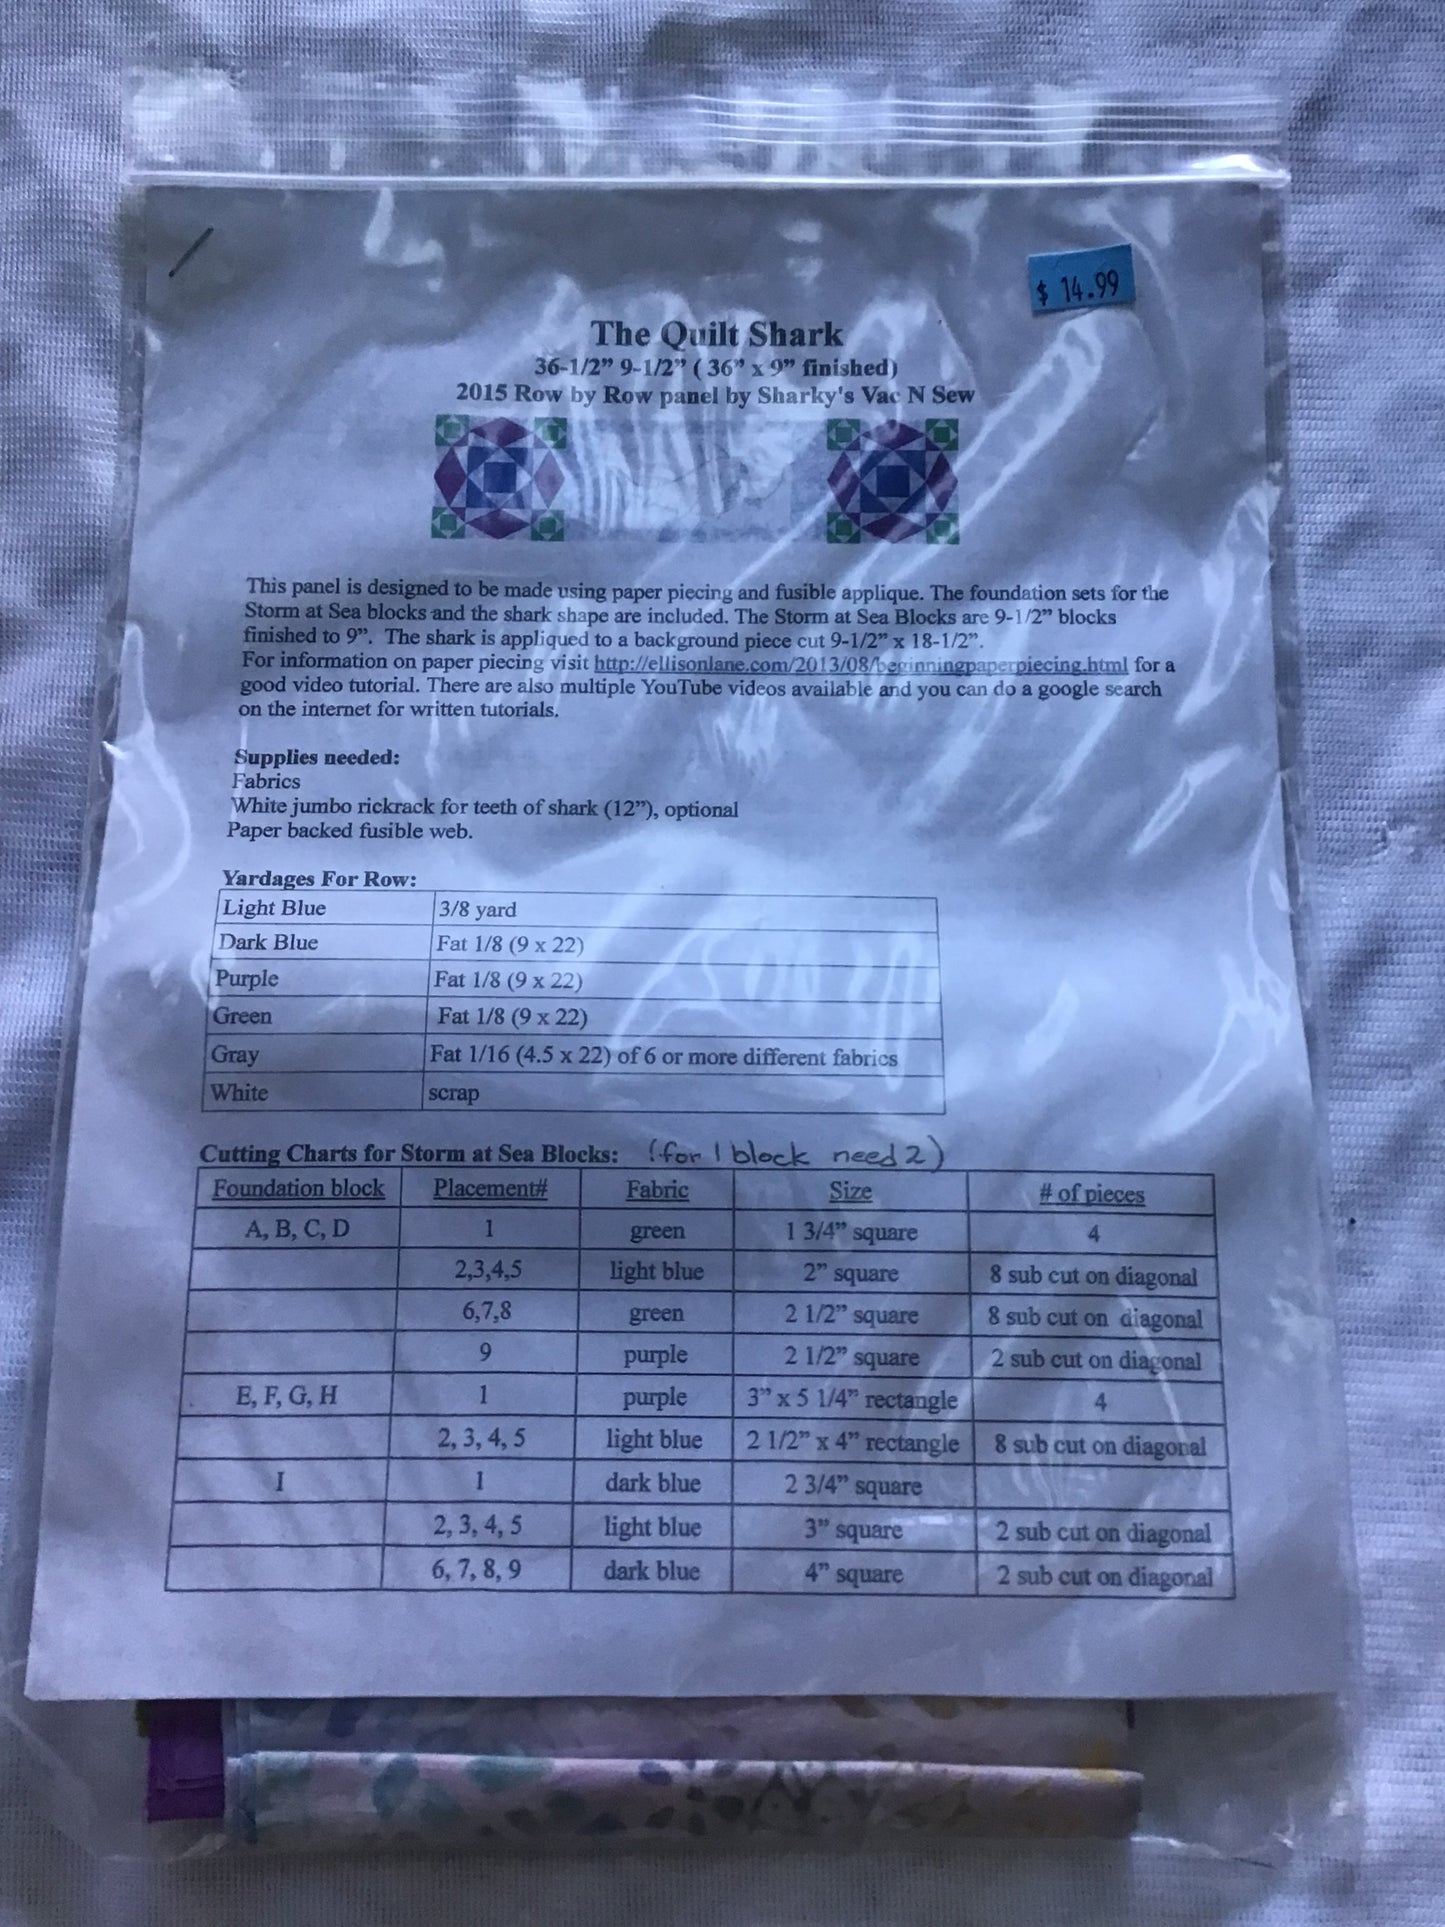 $ 14.99
The Quilt Shark
36-1/2” 9-1/2” ( 36” x 9” finished)
2015 Row by Row panel by Sharky's Vac N Sew
This panel is designed to be made using paper piecing and fusible applique. The foundation sets for the
Storm at Sea blocks and the shark shape are included. The Storm at Sea Blocks are 9-1/2” blocks
finished to 9”. The shark is appliqued to a background piece cut 9-1/2” x 18-1/2”.
For information on paper piecing visit http://ellisonlane.com/2013/08/beginningpaperpiecing.html for a
good video tutorial. There are also multiple YouTube videos available and you can do a google search
on the internet for written tutorials.
Supplies needed:
Fabrics
White jumbo rickrack for teeth of shark (12”), optional
Paper backed fusible web.
Yardages For Row:
Light Blue 3/8 yard
Dark Blue Fat 1/8 (9 x 22)
Purple Fat 1/8 (9 x 22)
Green Fat 1/8 (9 x 22)
Gray Fat 1/16 (4.5 x 22) of 6 or more different fabrics
White scrap
Cutting Charts for Storm at Sea Blocks: (for 1 block need 2)
Foundation block Placement# Fabric Size # of pieces
A, B, C, D 1 green 1 3/4” square 4
2,3,4,5 light blue 2” square 8 sub cut on diagonal
6,7,8 green 2 1/2” square 8 sub cut on diagonal
9 purple 2 1/2” square 2 sub cut on diagonal
E, F, G, H 1 purple 3” x 5 1/4” rectangle 4
2, 3, 4, 5 light blue 2 1/2” x 4” rectangle 8 sub cut on diagonal
I 1 dark blue 2 3/4” square
2, 3, 4, 5 light blue 3” square 2 sub cut on diagonal
6, 7, 8, 9 dark blue 4” square 2 sub cut on diagonal